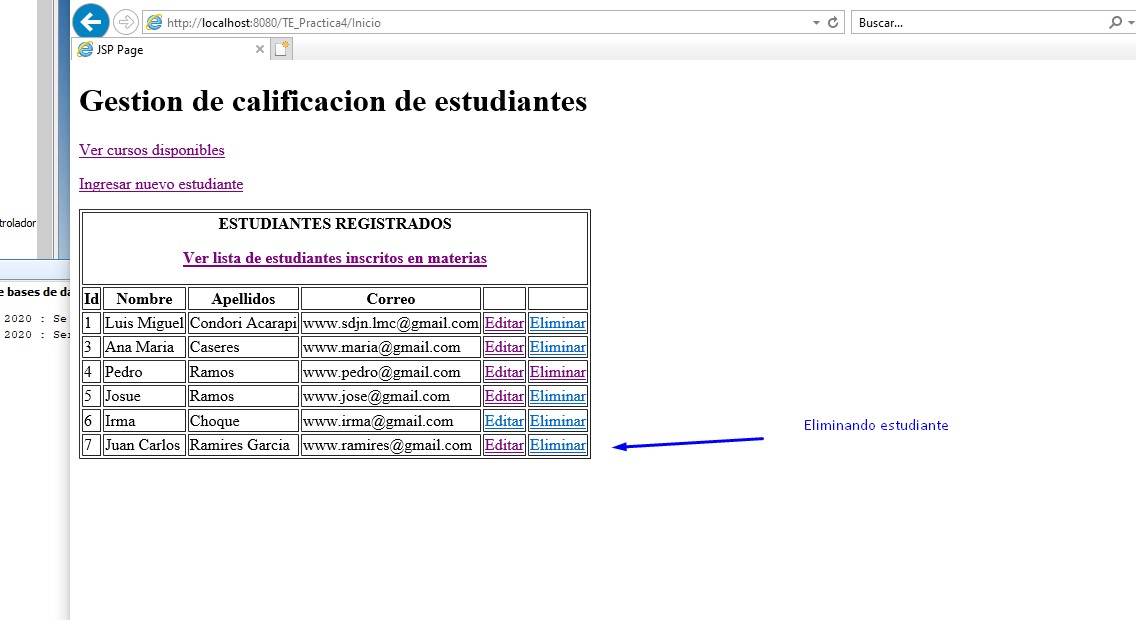 http://localhost:8080/TE_Practica4/Inicio
Buscar...
JSP Page
Gestion de calificacion de estudiantes
Ver cursos disponibles
Ingresar nuevo estudiante
trolador
ESTUDIANTES REGISTRADOS
Ver lista de estudiantes inscritos en materias
e bases de da
Id Nombre Apellidos Correo
2020 : Se
1 Luis Miguel Condori Acarapi www.sdjn.lmc@gmail.com Editar Eliminar
2020 : Ser
3 Ana Maria Caseres www.maria@gmail.com Editar Eliminar
4 Pedro Ramos www.pedro@gmail.com Editar Eliminar
5 Josue Ramos www.jose@gmail.com Editar Eliminar
6 Irma Choque www.irma@gmail.com Editar Eliminar
7 Juan Carlos Ramires Garcia www.ramires@gmail.com Editar Eliminar
Eliminando estudiante